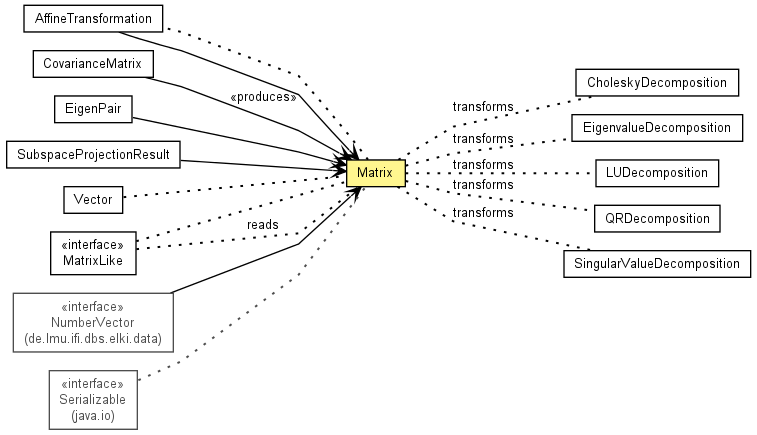 AffineTransformation
CovarianceMatrix
«produces»
EigenPair
SubspaceProjectionResult
Vector
«interface»
MatrixLike
reads
«interface»
NumberVector
(de.lmu.ifi.dbs.elki.data)
«interface»
Serializable
(java.io)
Matrix
transforms
CholeskyDecomposition
transforms
EigenvalueDecomposition
transforms
LUDecomposition
transforms
QRDecomposition
transforms
SingularValueDecomposition